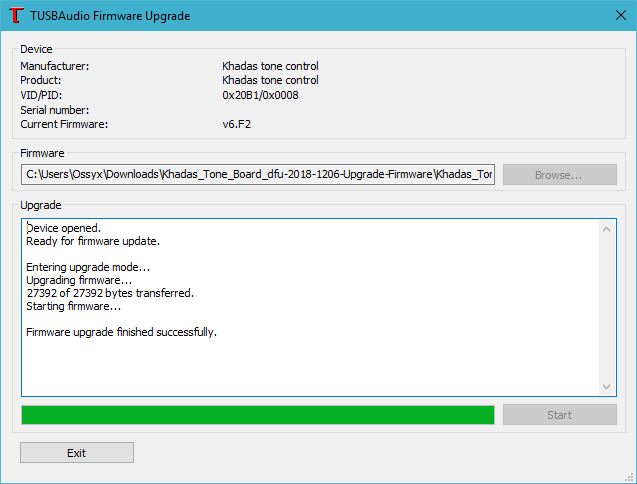 TUSBAudio Firmware Upgrade
Device
Manufacturer: Khadas tone control
Product: Khadas tone control
VID/PID: 0x20B1/0x0008
Serial number:
Current Firmware: v6.F2
Firmware
C:\Users\Ossyx\Downloads\Khadas_Tone_Board_dfu-2018-1206-Upgrade-Firmware\Khadas_Ton Browse...
Upgrade
Device opened.
Ready for firmware update.
Entering upgrade mode...
Upgrading firmware...
27392 of 27392 bytes transferred.
Starting firmware...
Firmware upgrade finished successfully.
Start
Exit